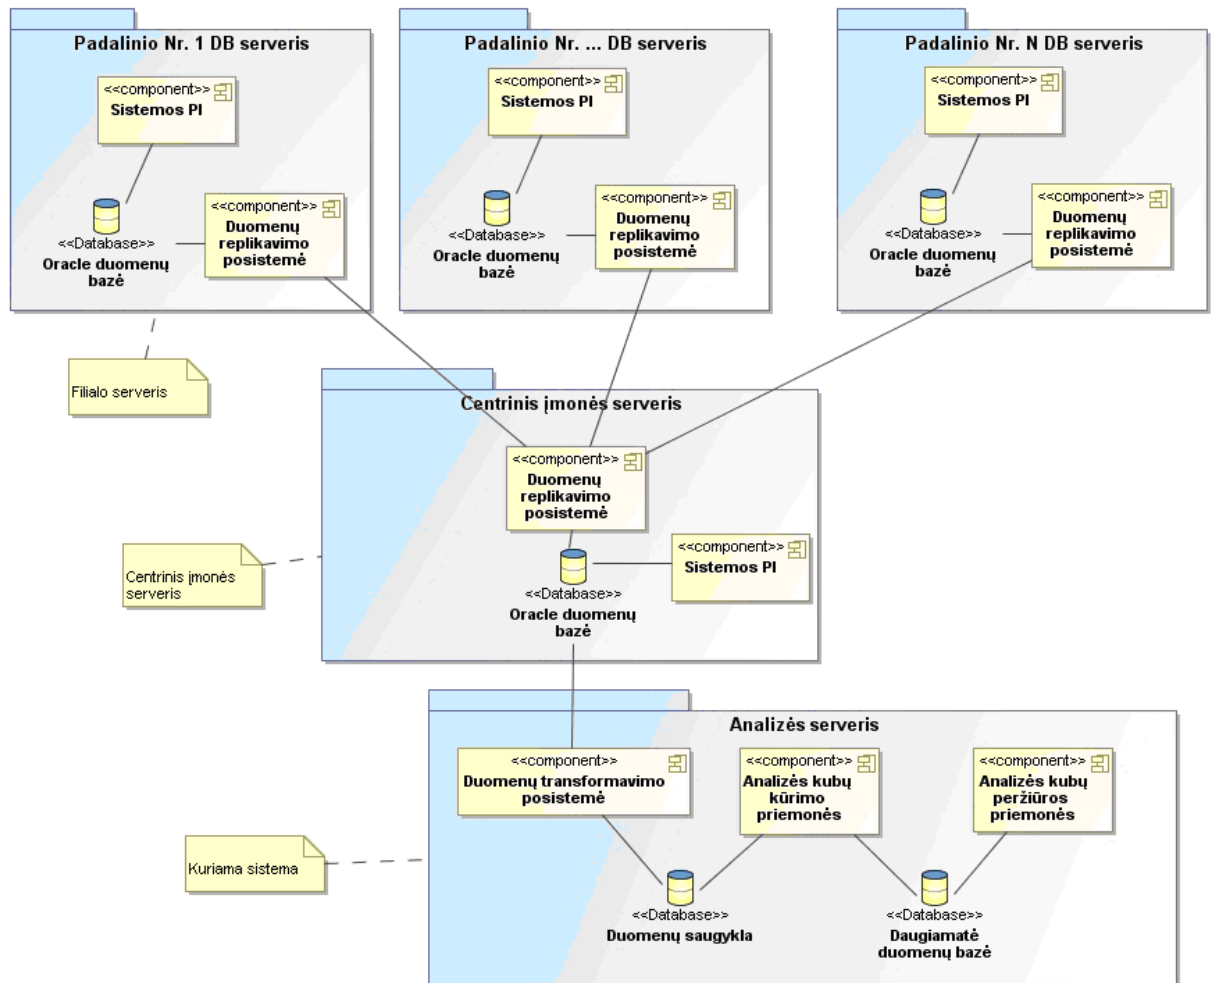 Padalinio Nr. 1 DB serveris
<<component>>
Sistemos PI
<<Database>>
Oracle duomenų
bazė
<<component>>
Duomenų
replikavimo
posistemė
Padalinio Nr. ... DB serveris
<<component>>
Sistemos PI
<<Database>>
Oracle duomenų
bazė
<<component>>
Duomenų
replikavimo
posistemė
Padalinio Nr. N DB serveris
<<component>>
Sistemos PI
<<Database>>
Oracle duomenų
bazė
<<component>>
Duomenų
replikavimo
posistemė
Filialo serveris
Centrinis įmonės serveris
<<component>>
Duomenų
replikavimo
posistemė
<<component>>
Sistemos PI
<<Database>>
Oracle duomenų
bazė
Centrinis įmonės
serveris
Analizės serveris
<<component>>
Duomenų transformavimo
posistemė
<<component>>
Analizės kubų
kūrimo
priemonės
<<component>>
Analizės kubų
peržiūros
priemonės
Kuriama sistema
<<Database>>
Duomenų saugykla
<<Database>>
Daugiamatė
duomenų bazė